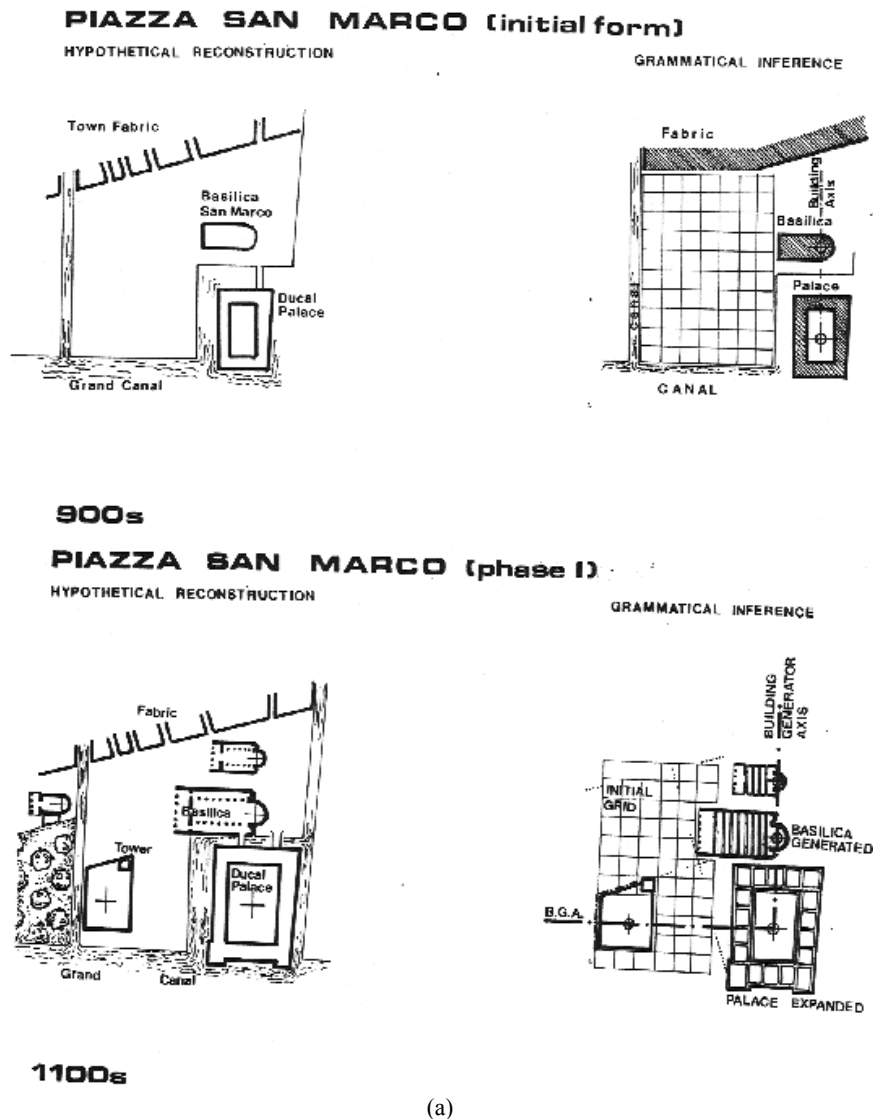 PIAZZA SAN MARCO (initial form)
HYPOTHETICAL RECONSTRUCTION
GRAMMATICAL INFERENCE
Town Fabric
Basilica
San Marco
Ducal
Palace
Grand Canal
Fabric
Building
Axis
Basilica
Palace
Canal
CANAL
900s
PIAZZA SAN MARCO (phase I)
HYPOTHETICAL RECONSTRUCTION
GRAMMATICAL INFERENCE
Fabric
Basilica
Tower
Ducal
Palace
Grand Canal
BUILDING
GENERATOR
AXIS
INITIAL
GRID
BASILICA
GENERATED
B.G.A.
PALACE EXPANDED
1100s
(a)